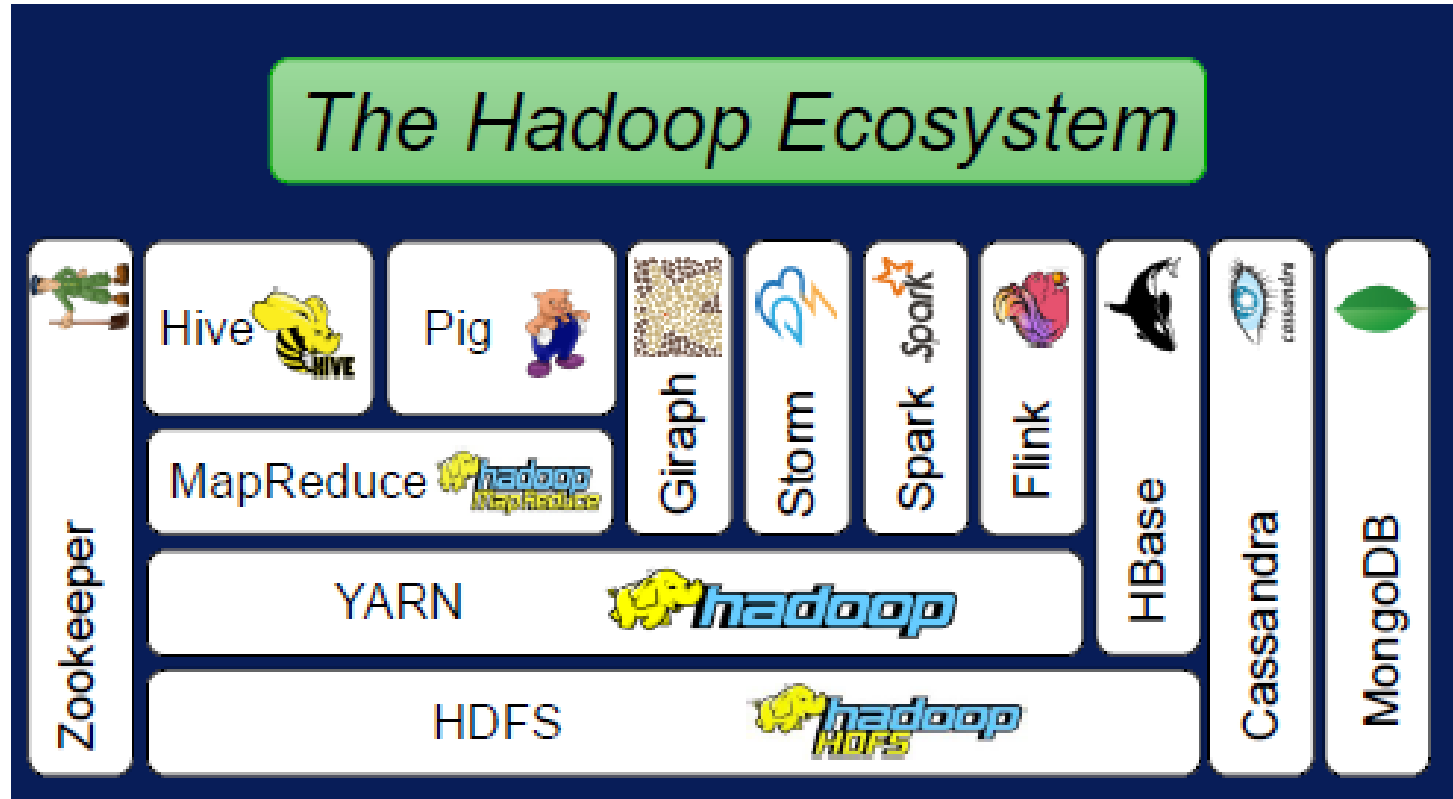 The Hadoop Ecosystem
Zookeeper
Hive
HIVE
Pig
Giraph
Storm
Spark
Spark
Flink
HBase
cassandra
Cassandra
MongoDB
MapReduce
hadoop
MapReduce
YARN
hadoop
HDFS
hadoop
HDFS